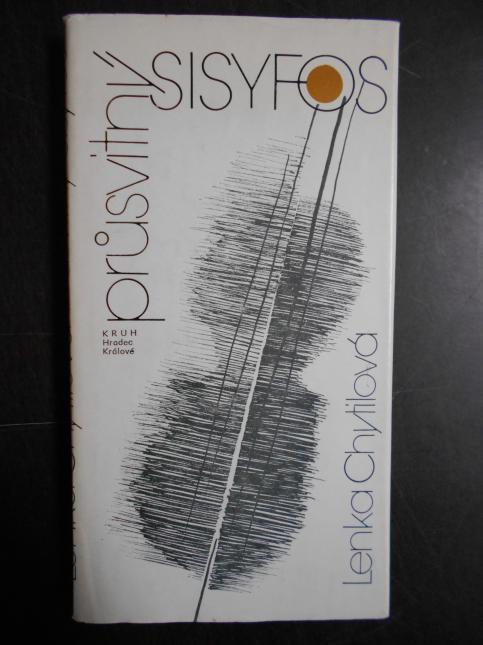 průsvitný
SISYFOS
KRUH
Hradec
Králové
Lenka Chytilová